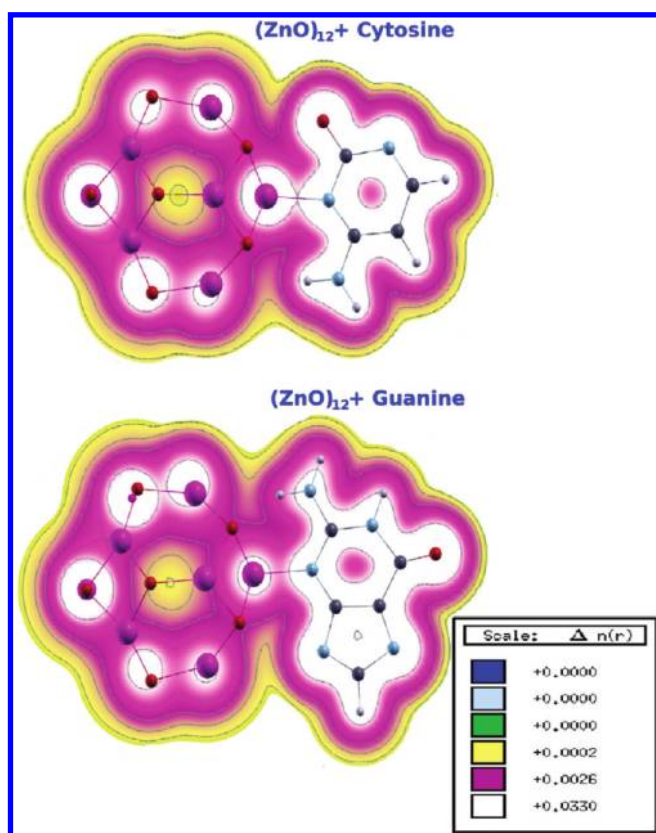 (ZnO)₁₂+ Cytosine
(ZnO)₁₂+ Guanine
Scale: Δ n(r)
+0.0000
+0.0000
+0.0000
+0.0002
+0.0026
+0.0330